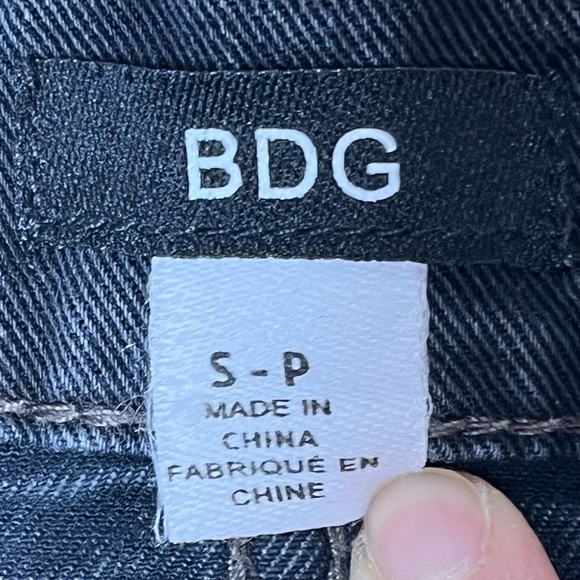 BDG
S - P
MADE IN
CHINA
FABRIQUÉ EN
CHINE